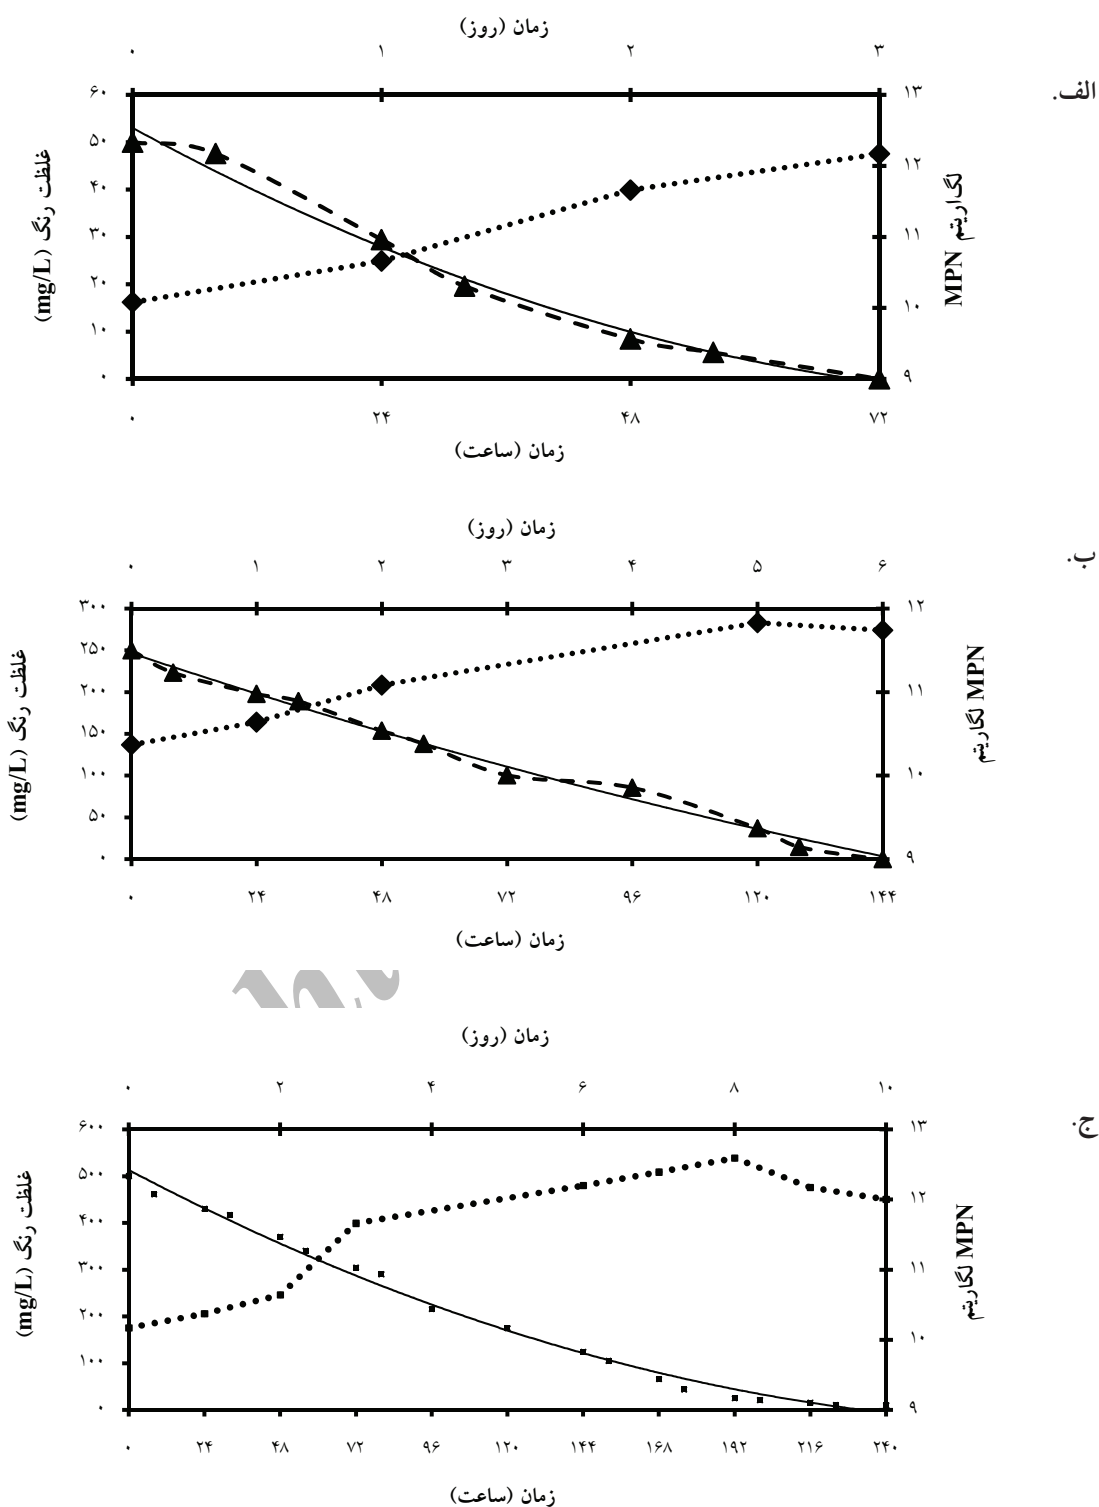 الف.
زمان (روز)
۰ ۱ ۲ ۳
۶۰ ۱۳
۵۰ ۱۲
۴۰
۳۰ ۱۱
۲۰ ۱۰
۱۰
۰ ۹
غلظت رنگ (mg/L)
لگاریتم MPN
۰ ۲۴ ۴۸ ۷۲
زمان (ساعت)
ب.
زمان (روز)
۰ ۱ ۲ ۳ ۴ ۵ ۶
۳۰۰ ۱۲
۲۵۰
۲۰۰ ۱۱
۱۵۰
۱۰۰ ۱۰
۵۰
۰ ۹
غلظت رنگ (mg/L)
لگاریتم MPN
۰ ۲۴ ۴۸ ۷۲ ۹۶ ۱۲۰ ۱۴۴
زمان (ساعت)
ج.
زمان (روز)
۰ ۲ ۴ ۶ ۸ ۱۰
۶۰۰ ۱۳
۵۰۰
۴۰۰ ۱۲
۳۰۰ ۱۱
۲۰۰ ۱۰
۱۰۰
۰ ۹
غلظت رنگ (mg/L)
لگاریتم MPN
۰ ۲۴ ۴۸ ۷۲ ۹۶ ۱۲۰ ۱۴۴ ۱۶۸ ۱۹۲ ۲۱۶ ۲۴۰
زمان (ساعت)